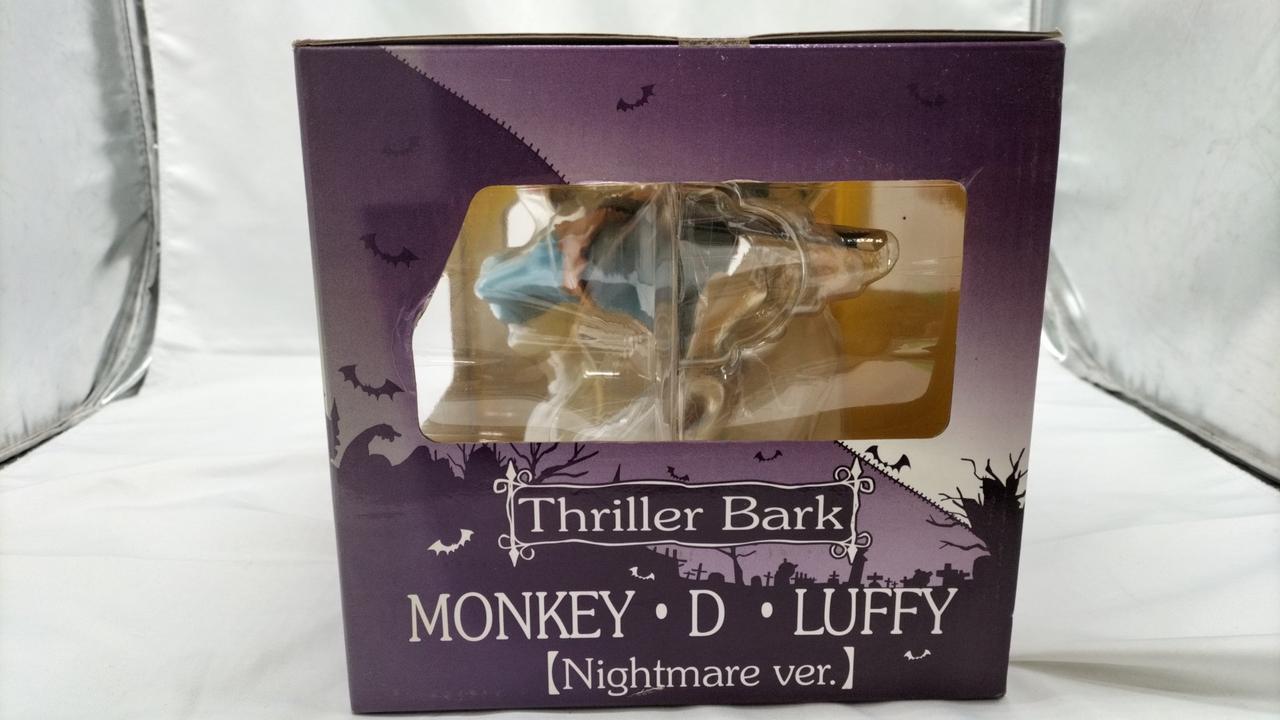 Thriller Bark
MONKEY・D・LUFFY
【Nightmare ver.】